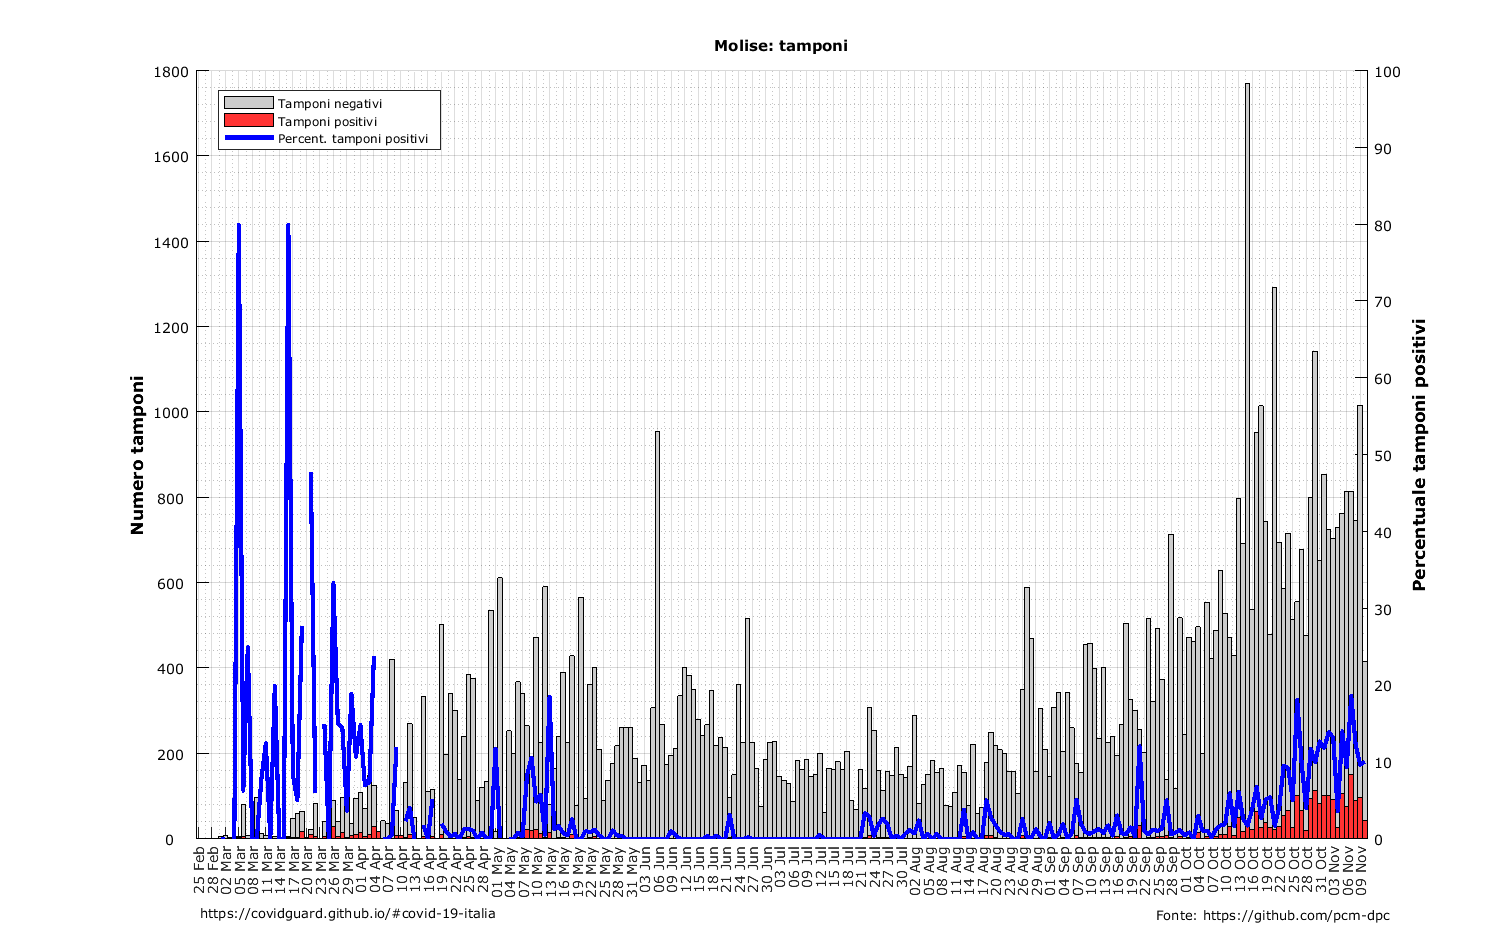 Molise: tamponi
Tamponi negativi
Tamponi positivi
Percent. tamponi positivi
Numero tamponi
1800
1600
1400
1200
1000
800
600
400
200
0
Percentuale tamponi positivi
100
90
80
70
60
50
40
30
20
10
0
25 Feb
28 Feb
02 Mar
05 Mar
08 Mar
11 Mar
14 Mar
17 Mar
20 Mar
23 Mar
26 Mar
29 Mar
01 Apr
04 Apr
07 Apr
10 Apr
13 Apr
16 Apr
19 Apr
22 Apr
25 Apr
28 Apr
01 May
04 May
07 May
10 May
13 May
16 May
19 May
22 May
25 May
28 May
31 May
03 Jun
06 Jun
09 Jun
12 Jun
15 Jun
18 Jun
21 Jun
24 Jun
27 Jun
30 Jun
03 Jul
06 Jul
09 Jul
12 Jul
15 Jul
18 Jul
21 Jul
24 Jul
27 Jul
30 Jul
02 Aug
05 Aug
08 Aug
11 Aug
14 Aug
17 Aug
20 Aug
23 Aug
26 Aug
29 Aug
01 Sep
04 Sep
07 Sep
10 Sep
13 Sep
16 Sep
19 Sep
22 Sep
25 Sep
28 Sep
01 Oct
04 Oct
07 Oct
10 Oct
13 Oct
16 Oct
19 Oct
22 Oct
25 Oct
28 Oct
31 Oct
03 Nov
06 Nov
09 Nov
https://covidguard.github.io/#covid-19-italia
Fonte: https://github.com/pcm-dpc